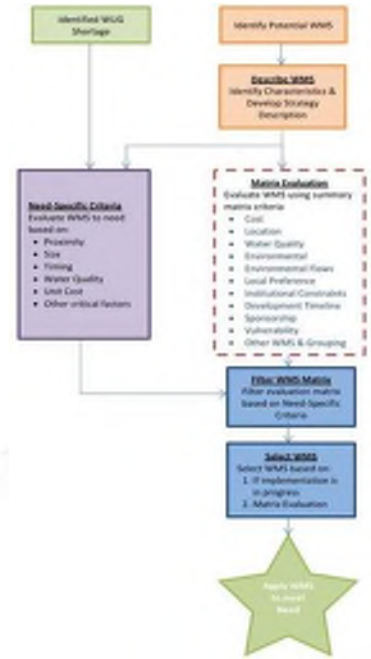 Identified WUG
Shortage
Identify Potential WMS
Describe WMS
Identify Characteristics &
Develop Strategy
Description
Need-Specific Criteria
Evaluate WMS to need
based on:
• Proximity
• Size
• Timing
• Water Quality
• Unit Cost
• Other critical factors
Matrix Evaluation
Evaluate WMS using summary
matrix criteria:
• Cost
• Location
• Water Quality
• Environmental
• Environmental Flows
• Local Preference
• Institutional Constraints
• Development Timeline
• Sponsorship
• Vulnerability
• Other WMS & Grouping
Filter WMS Matrix
Filter evaluation matrix
based on Need-Specific
Criteria
Select WMS
Select WMS based on:
1. If implementation is
in progress
2. Matrix Evaluation
Apply WMS
to meet
Need